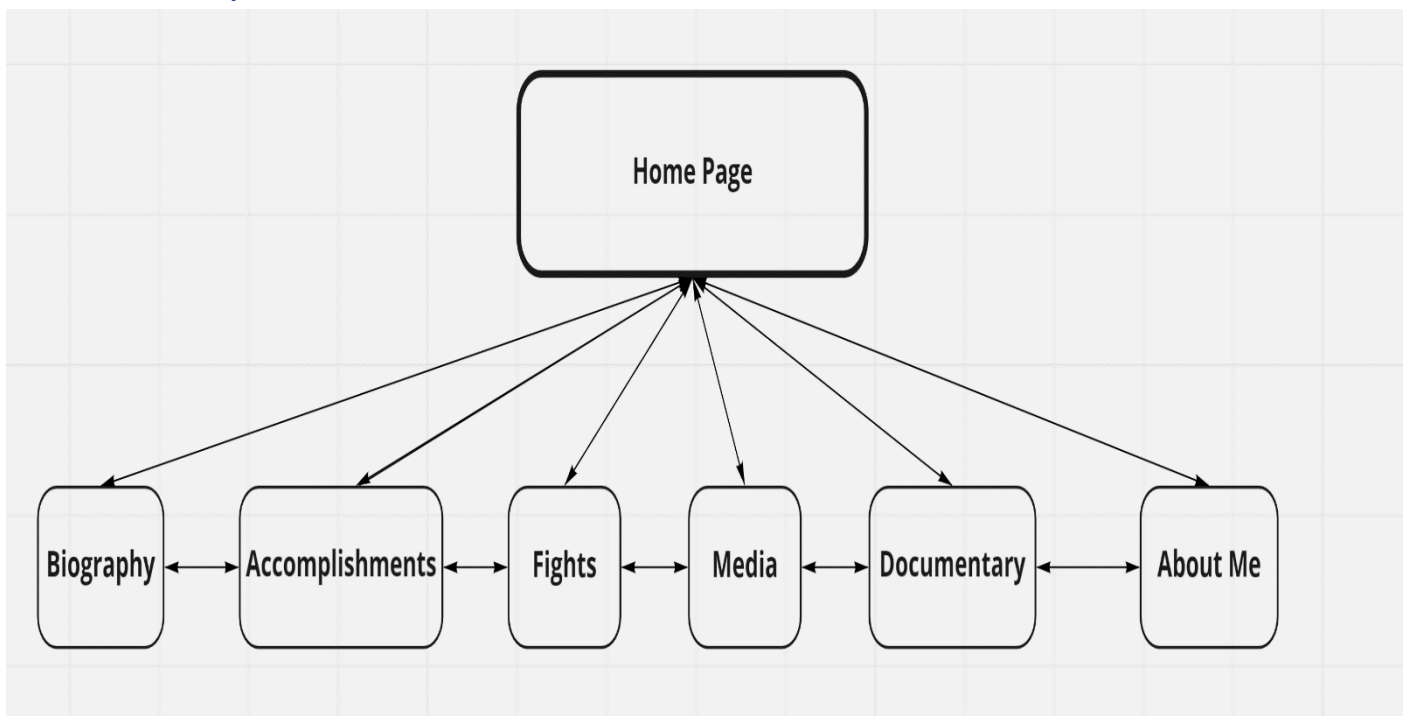 Home Page
Biography
Accomplishments
Fights
Media
Documentary
About Me